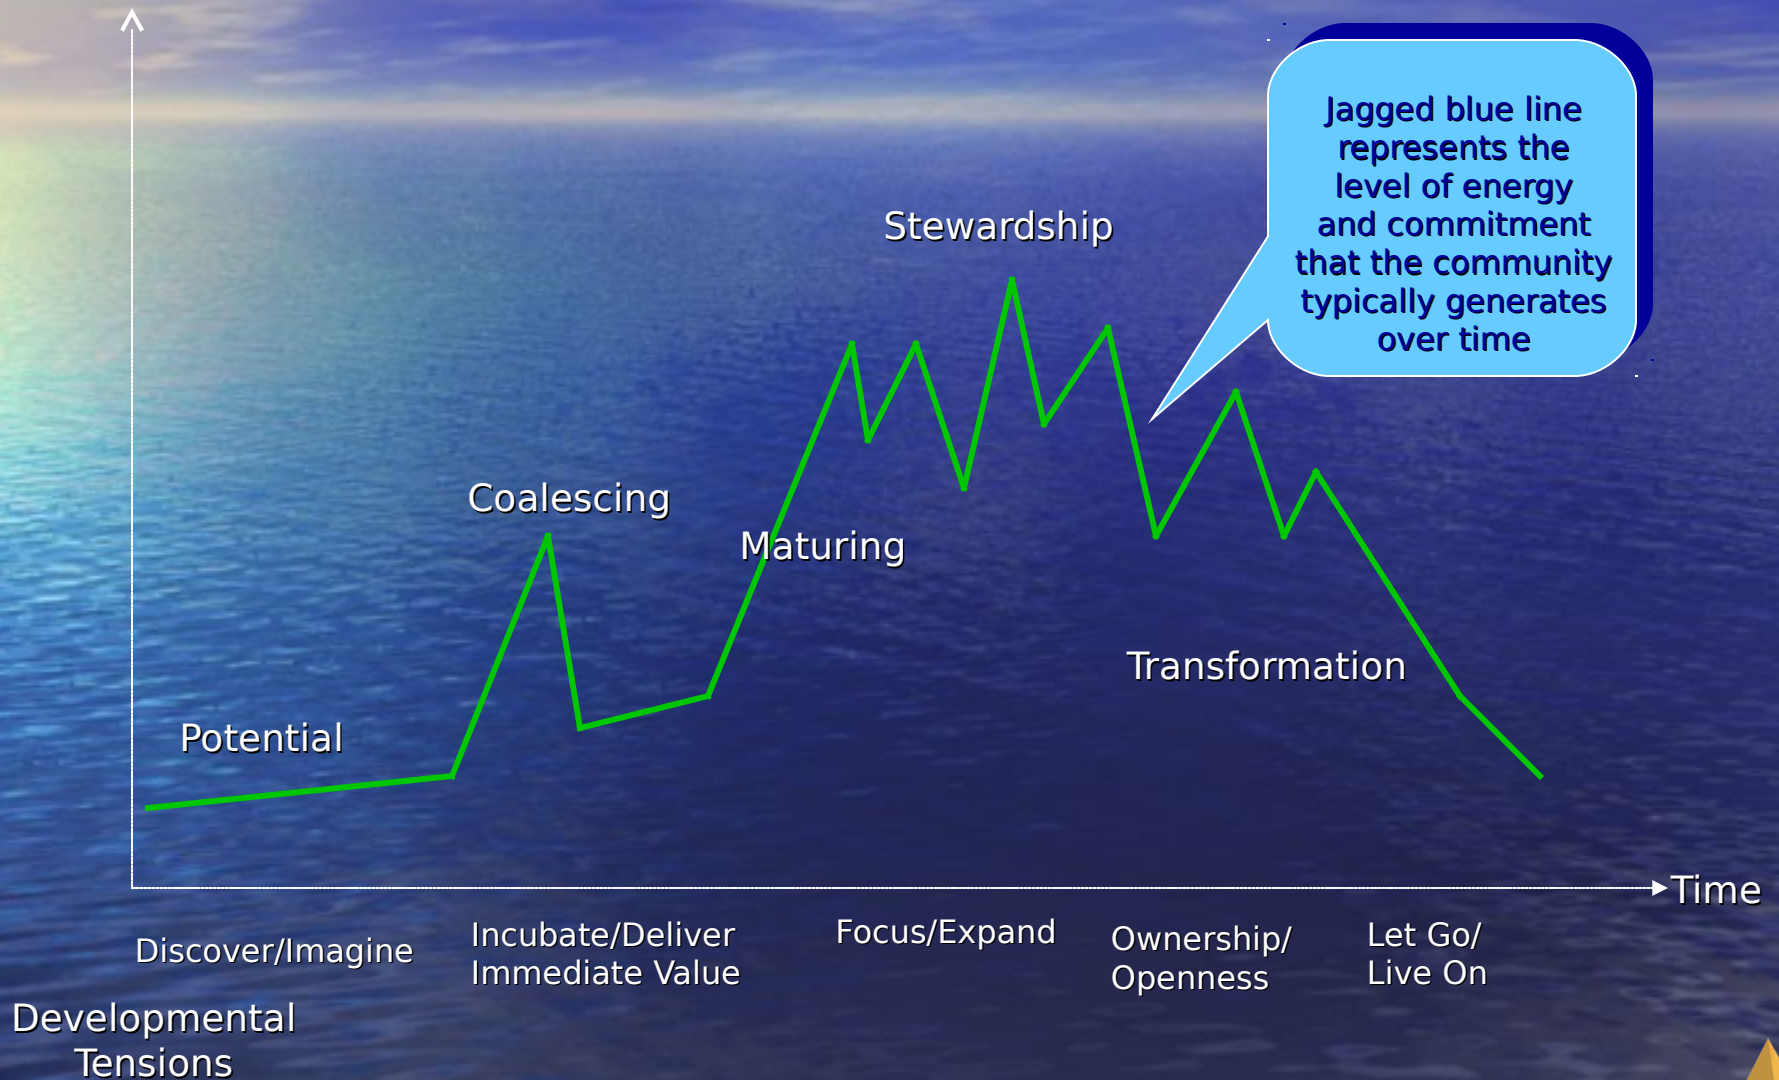 Jagged blue line
represents the
level of energy
and commitment
that the community
typically generates
over time
Stewardship
Coalescing
Maturing
Transformation
Potential
Time
Discover/Imagine
Incubate/Deliver
Immediate Value
Focus/Expand
Ownership/
Openness
Let Go/
Live On
Developmental
Tensions